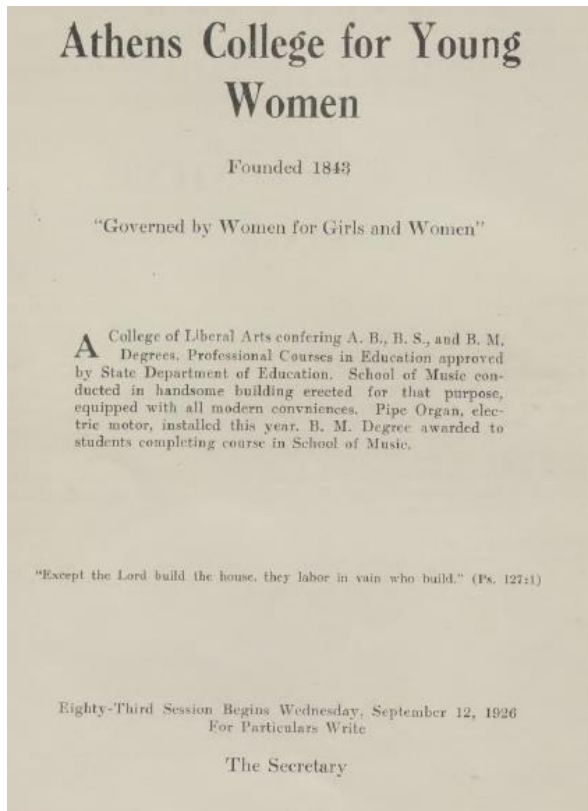 Athens College for Young
Women
Founded 1843
"Governed by Women for Girls and Women"
A College of Liberal Arts confering A. B., B. S., and B. M.
Degrees. Professional Courses in Education approved
by State Department of Education. School of Music con-
ducted in handsome building erected for that purpose,
equipped with all modern convniences. Pipe Organ, elec-
tric motor, installed this year. B. M. Degree awarded to
students completing course in School of Music.
"Except the Lord build the house, they labor in vain who build." (Ps. 127:1)
Eighty-Third Session Begins Wednesday, September 12, 1926
For Particulars Write
The Secretary